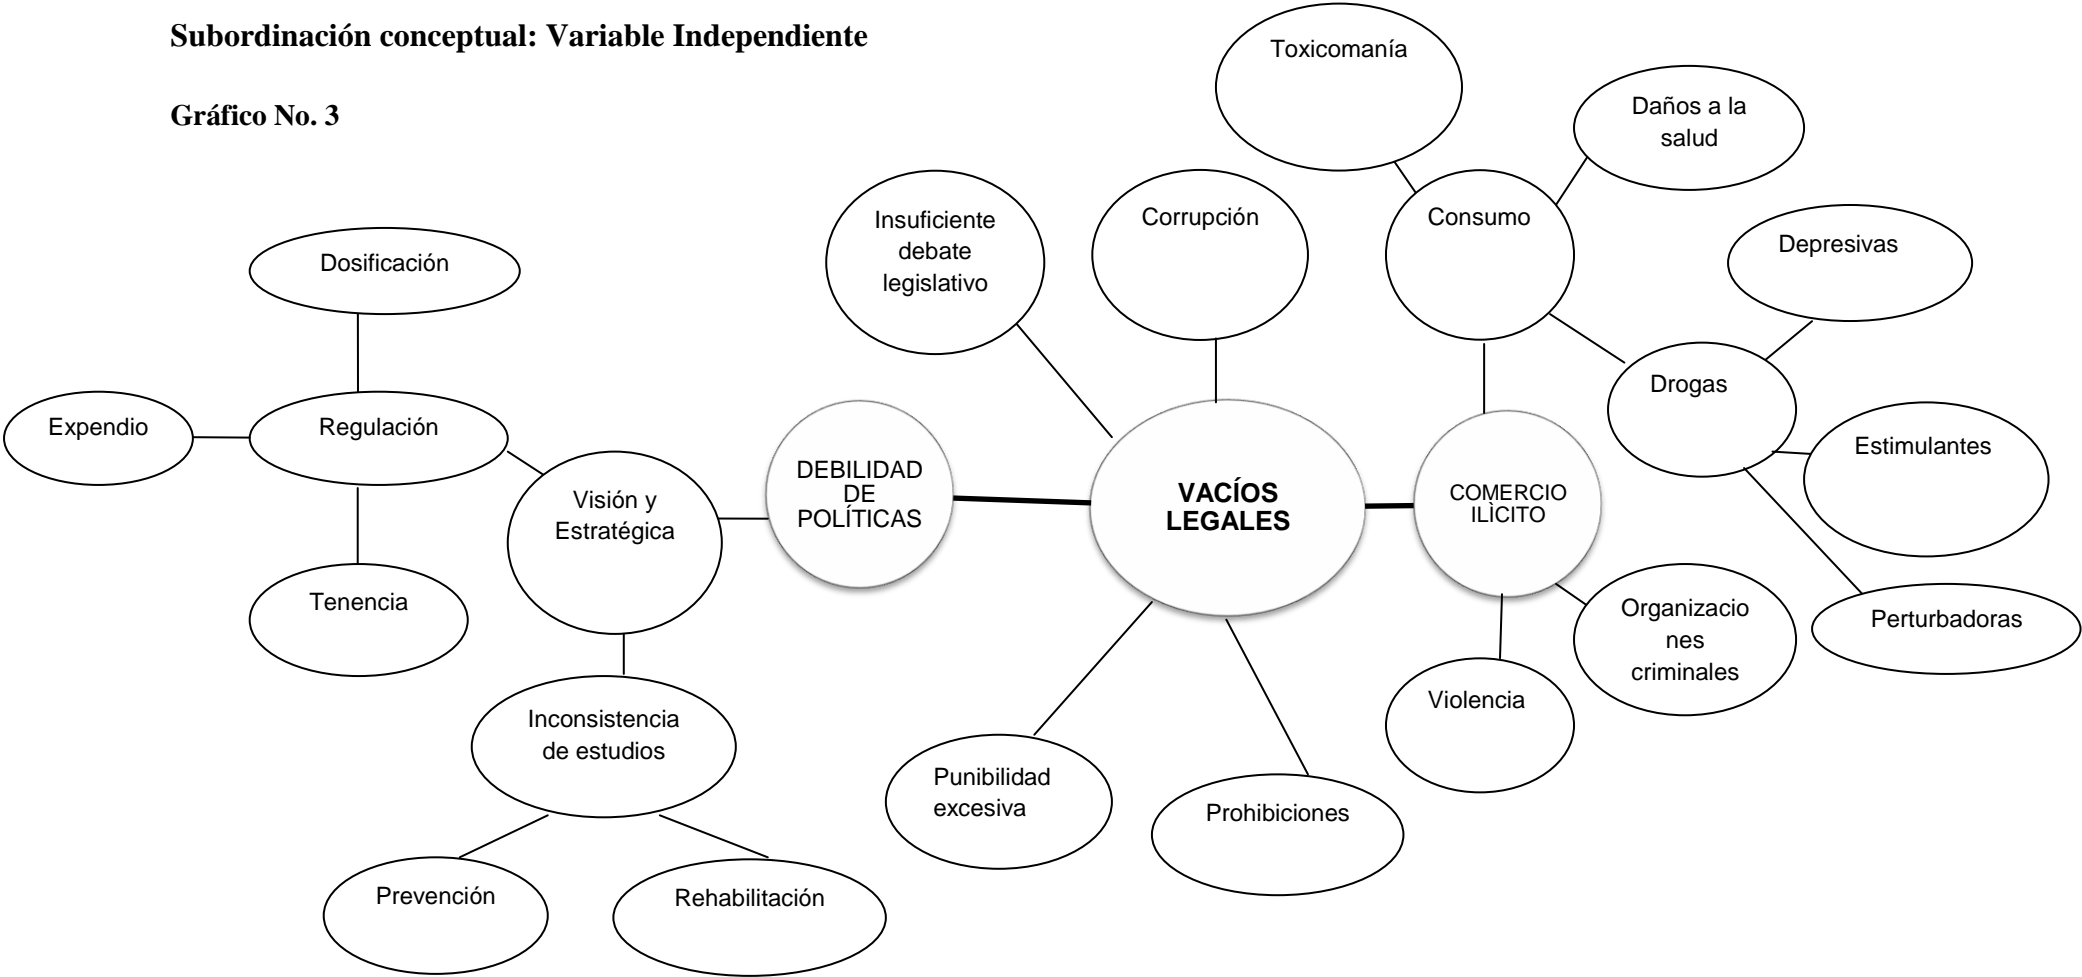 Subordinación conceptual: Variable Independiente
Gráfico No. 3
Toxicomanía
Daños a la
salud
Insuficiente
debate
legislativo
Corrupción
Consumo
Depresivas
Dosificación
Drogas
Expendio
Regulación
Estimulantes
Visión y
Estratégica
DEBILIDAD
DE
POLÍTICAS
VACÍOS
LEGALES
COMERCIO
ILÌCITO
Tenencia
Organizacio
nes
criminales
Perturbadoras
Violencia
Inconsistencia
de estudios
Punibilidad
excesiva
Prohibiciones
Prevención
Rehabilitación